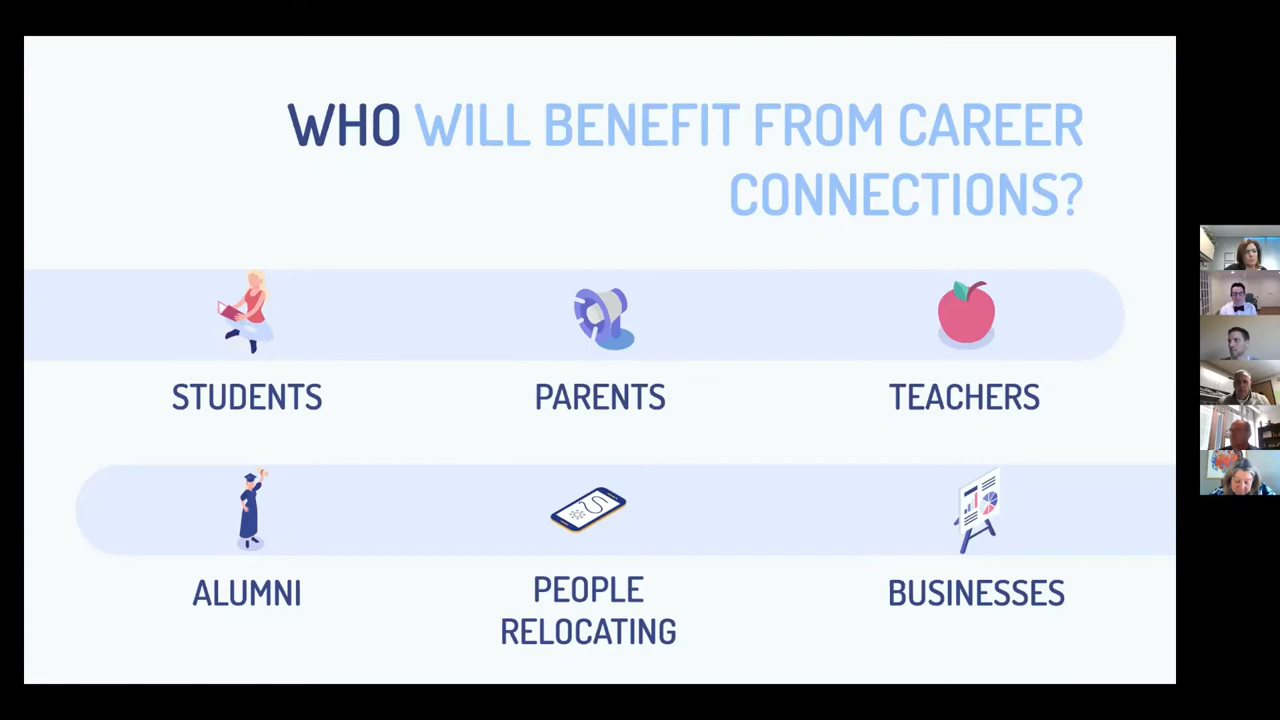 WHO WILL BENEFIT FROM CAREER
CONNECTIONS?
STUDENTS
PARENTS
TEACHERS
ALUMNI
PEOPLE
RELOCATING
BUSINESSES